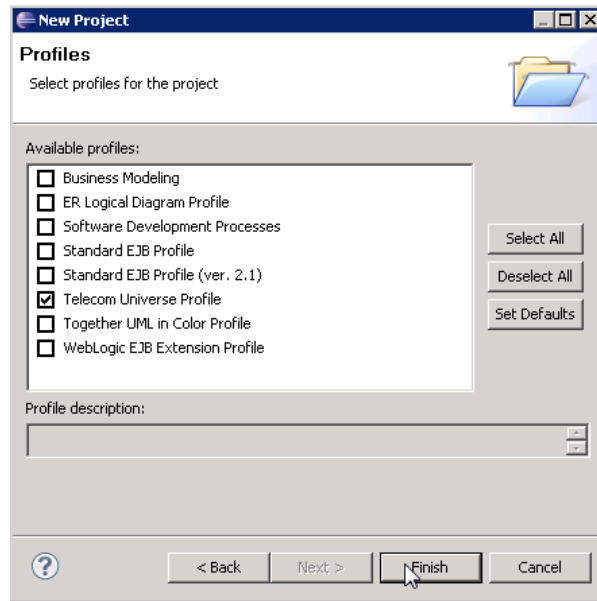 New Project
Profiles
Select profiles for the project
Available profiles:
Business Modeling
ER Logical Diagram Profile
Software Development Processes
Standard EJB Profile
Standard EJB Profile (ver. 2.1)
Telecom Universe Profile
Together UML in Color Profile
WebLogic EJB Extension Profile
Select All
Deselect All
Set Defaults
Profile description:
?
< Back
Next >
Finish
Cancel